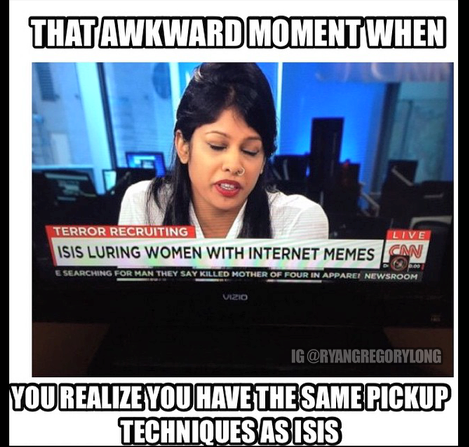 THAT AWKWARD MOMENT WHEN
TERROR RECRUITING
LIVE
ISIS LURING WOMEN WITH INTERNET MEMES
CNN
E SEARCHING FOR MAN THEY SAY KILLED MOTHER OF FOUR IN APPAREI NEWSROOM
VIZIO
IG @RYANGREGORYLONG
YOU REALIZE YOU HAVE THE SAME PICKUP
TECHNIQUES AS ISIS